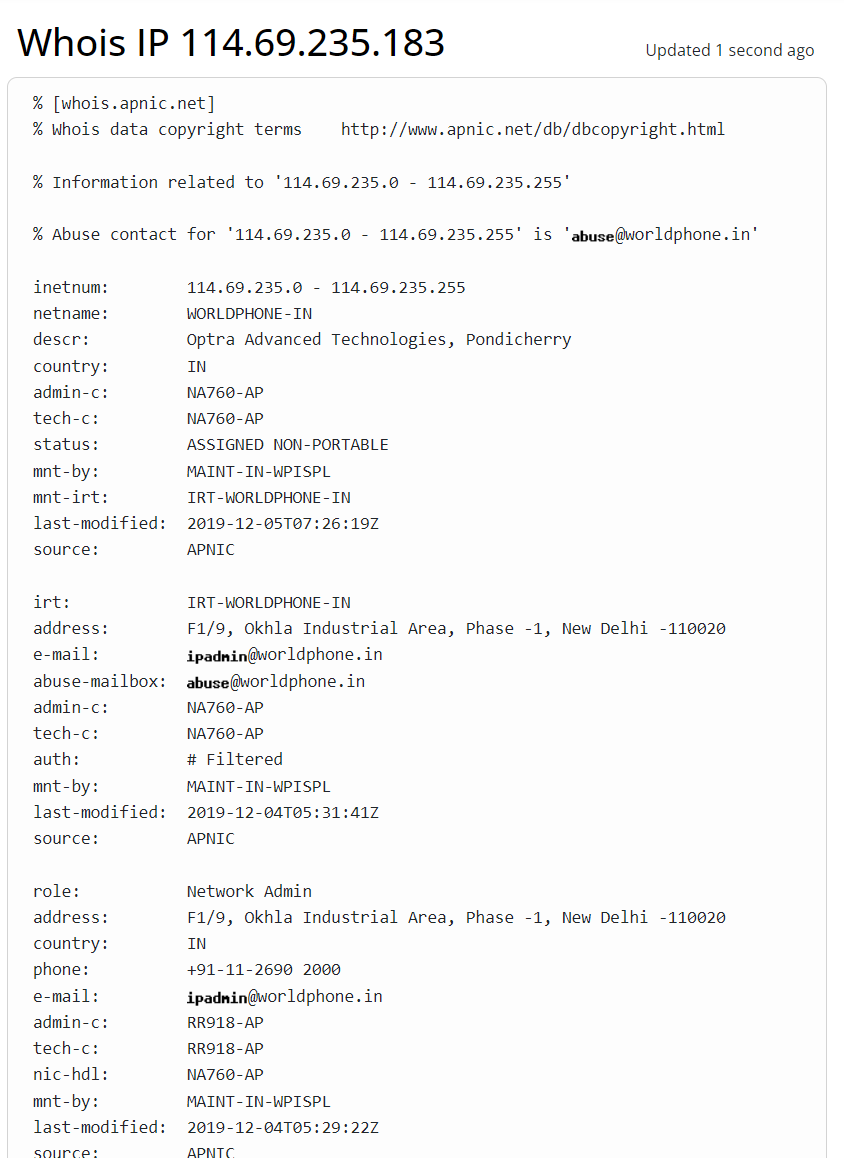 Whois IP 114.69.235.183
Updated 1 second ago
% [whois.apnic.net]
% Whois data copyright terms    http://www.apnic.net/db/dbcopyright.html
% Information related to '114.69.235.0 - 114.69.235.255'
% Abuse contact for '114.69.235.0 - 114.69.235.255' is 'abuse@worldphone.in'
inetnum:        114.69.235.0 - 114.69.235.255
netname:        WORLDPHONE-IN
descr:          Optra Advanced Technologies, Pondicherry
country:        IN
admin-c:        NA760-AP
tech-c:         NA760-AP
status:         ASSIGNED NON-PORTABLE
mnt-by:         MAINT-IN-WPISPL
mnt-irt:        IRT-WORLDPHONE-IN
last-modified:  2019-12-05T07:26:19Z
source:         APNIC
irt:            IRT-WORLDPHONE-IN
address:        F1/9, Okhla Industrial Area, Phase -1, New Delhi -110020
e-mail:         ipadmin@worldphone.in
abuse-mailbox:  abuse@worldphone.in
admin-c:        NA760-AP
tech-c:         NA760-AP
auth:           # Filtered
mnt-by:         MAINT-IN-WPISPL
last-modified:  2019-12-04T05:31:41Z
source:         APNIC
role:           Network Admin
address:        F1/9, Okhla Industrial Area, Phase -1, New Delhi -110020
country:        IN
phone:          +91-11-2690 2000
e-mail:         ipadmin@worldphone.in
admin-c:        RR918-AP
tech-c:         RR918-AP
nic-hdl:        NA760-AP
mnt-by:         MAINT-IN-WPISPL
last-modified:  2019-12-04T05:29:22Z
source:         APNIC